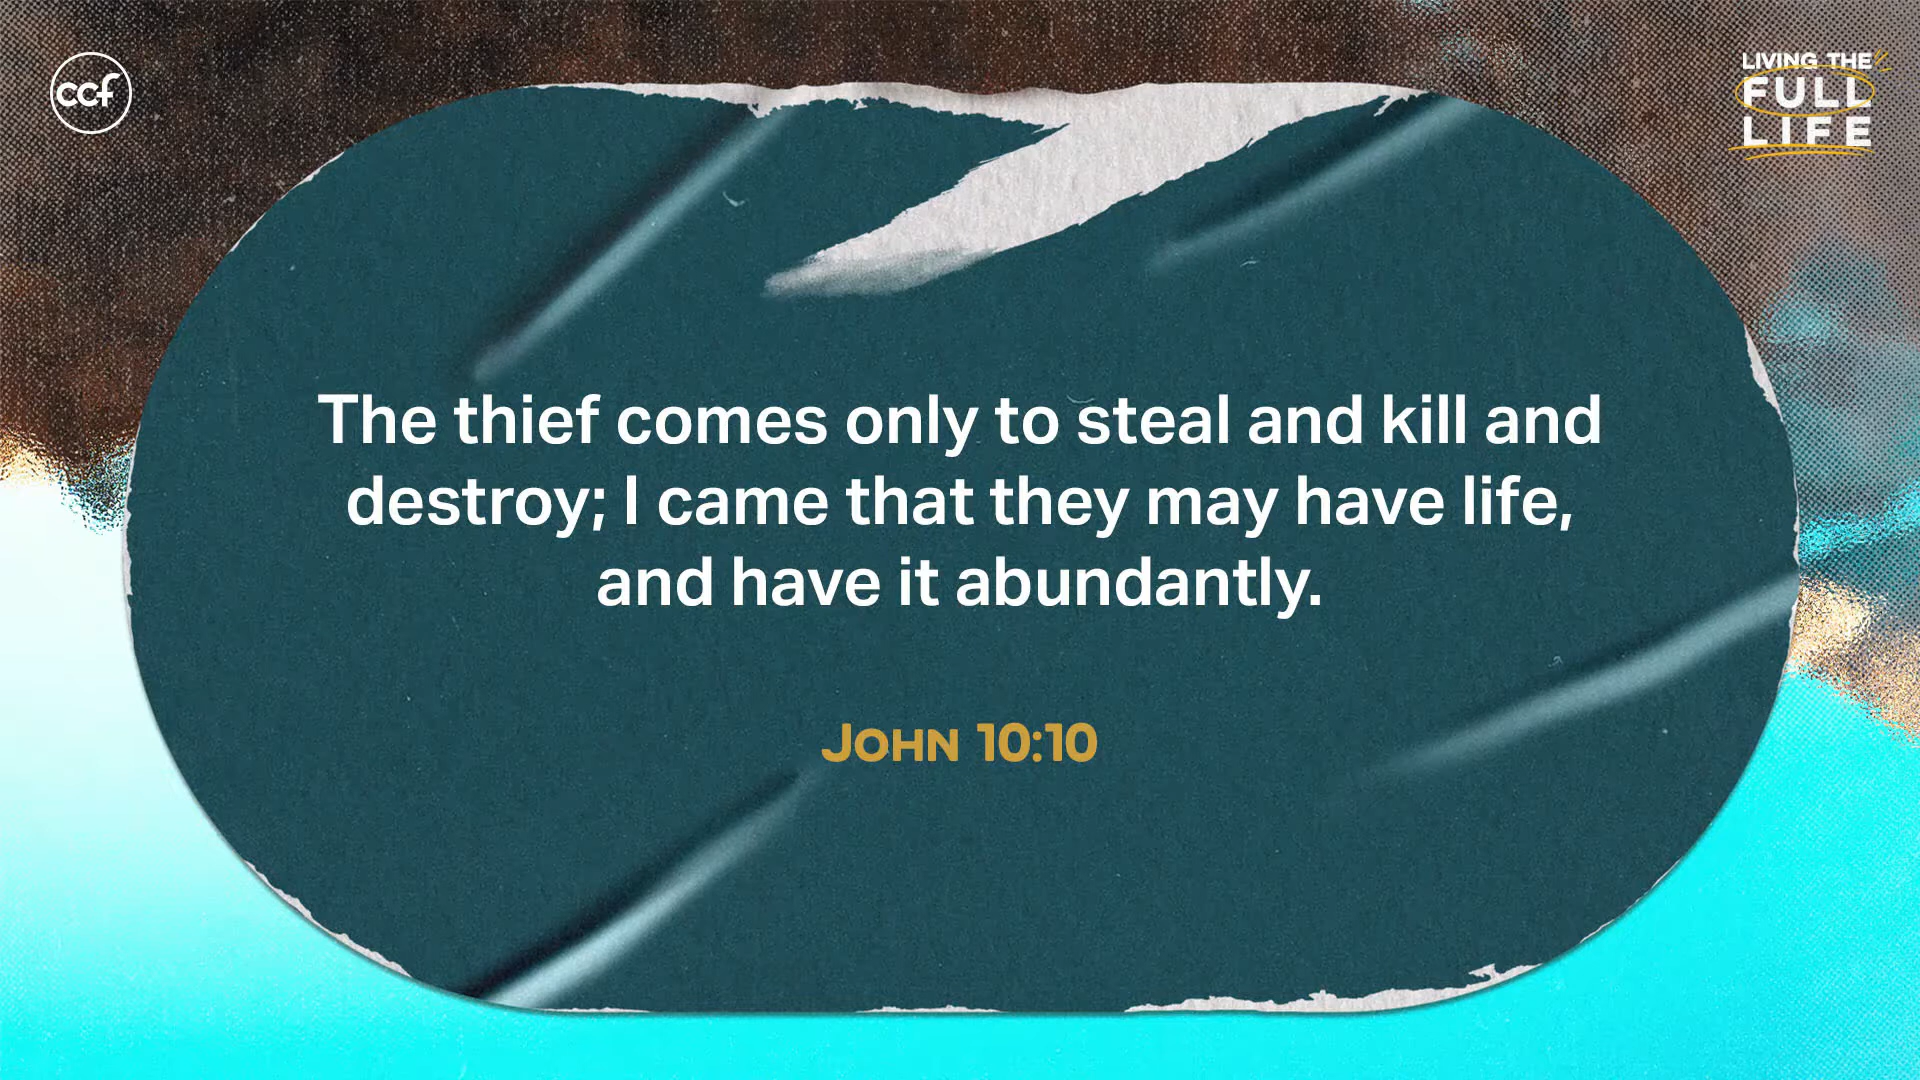 ccf
LIVING THE
FULL
LIFE
The thief comes only to steal and kill and
destroy; I came that they may have life,
and have it abundantly.
JOHN 10:10